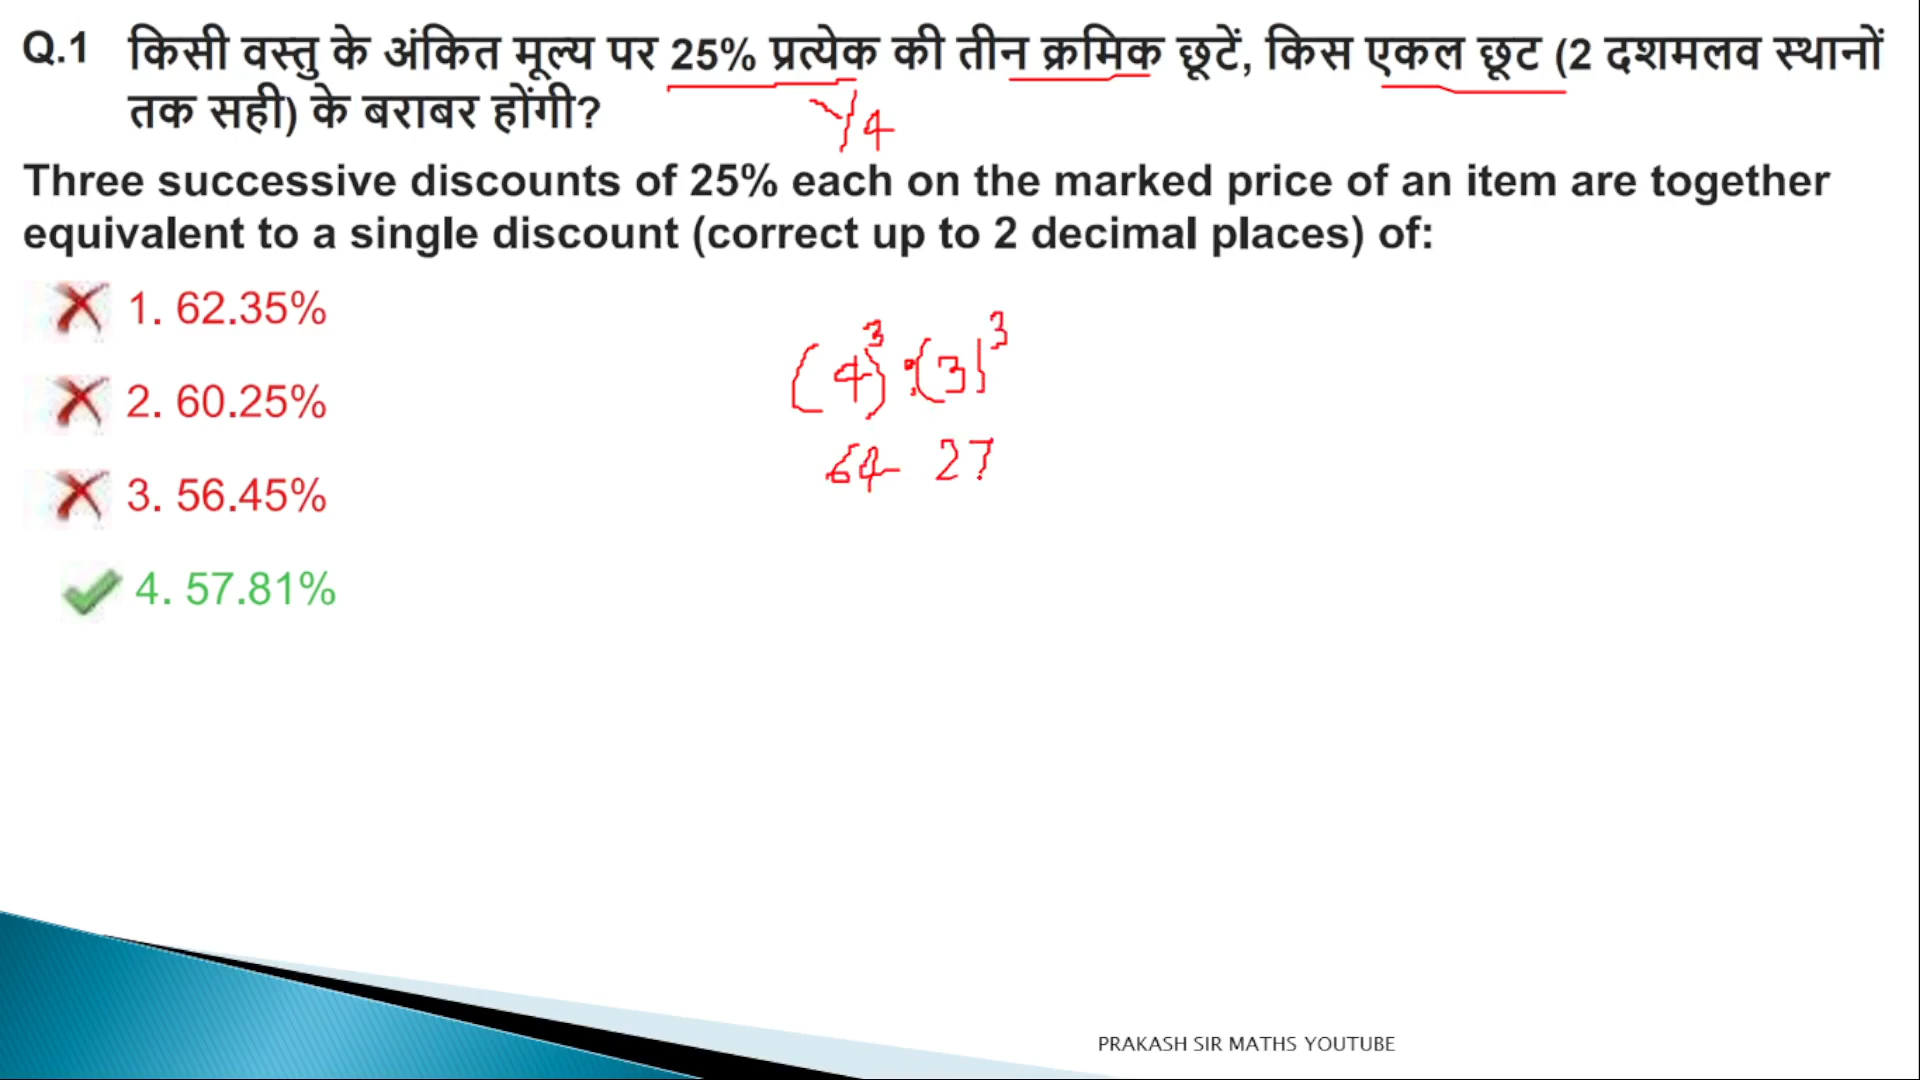 Q.1 किसी वस्तु के अंकित मूल्य पर 25% प्रत्येक की तीन क्रमिक छूटें, किस एकल छूट (2 दशमलव स्थानों
तक सही) के बराबर होंगी?
1/4
Three successive discounts of 25% each on the marked price of an item are together
equivalent to a single discount (correct up to 2 decimal places) of:
1. 62.35%
(4)³:(3)³
2. 60.25%
64 27
3. 56.45%
4. 57.81%
PRAKASH SIR MATHS YOUTUBE